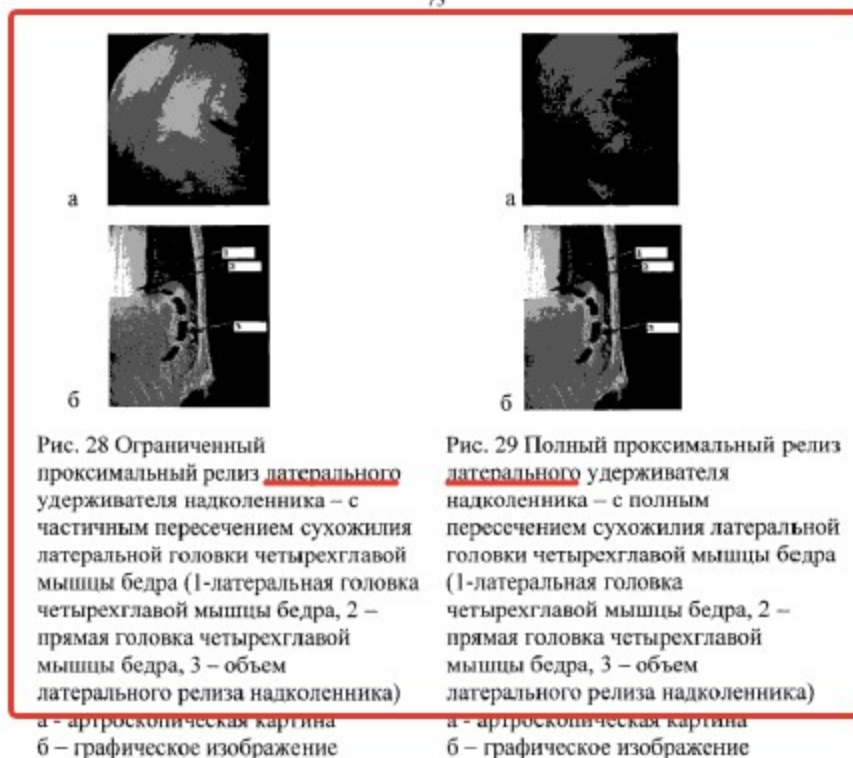 а
б
Рис. 28 Ограниченный
проксимальный релиз латерального
удерживателя надколенника – с
частичным пересечением сухожилия
латеральной головки четырехглавой
мышцы бедра (1-латеральная головка
четырехглавой мышцы бедра, 2 –
прямая головка четырехглавой
мышцы бедра, 3 – объем
латерального релиза надколенника)
а - артроскопическая картина
б – графическое изображение
а
б
Рис. 29 Полный проксимальный релиз
латерального удерживателя
надколенника – с полным
пересечением сухожилия латеральной
головки четырехглавой мышцы бедра
(1-латеральная головка
четырехглавой мышцы бедра, 2 –
прямая головка четырехглавой
мышцы бедра, 3 – объем
латерального релиза надколенника)
а - артроскопическая картина
б – графическое изображение